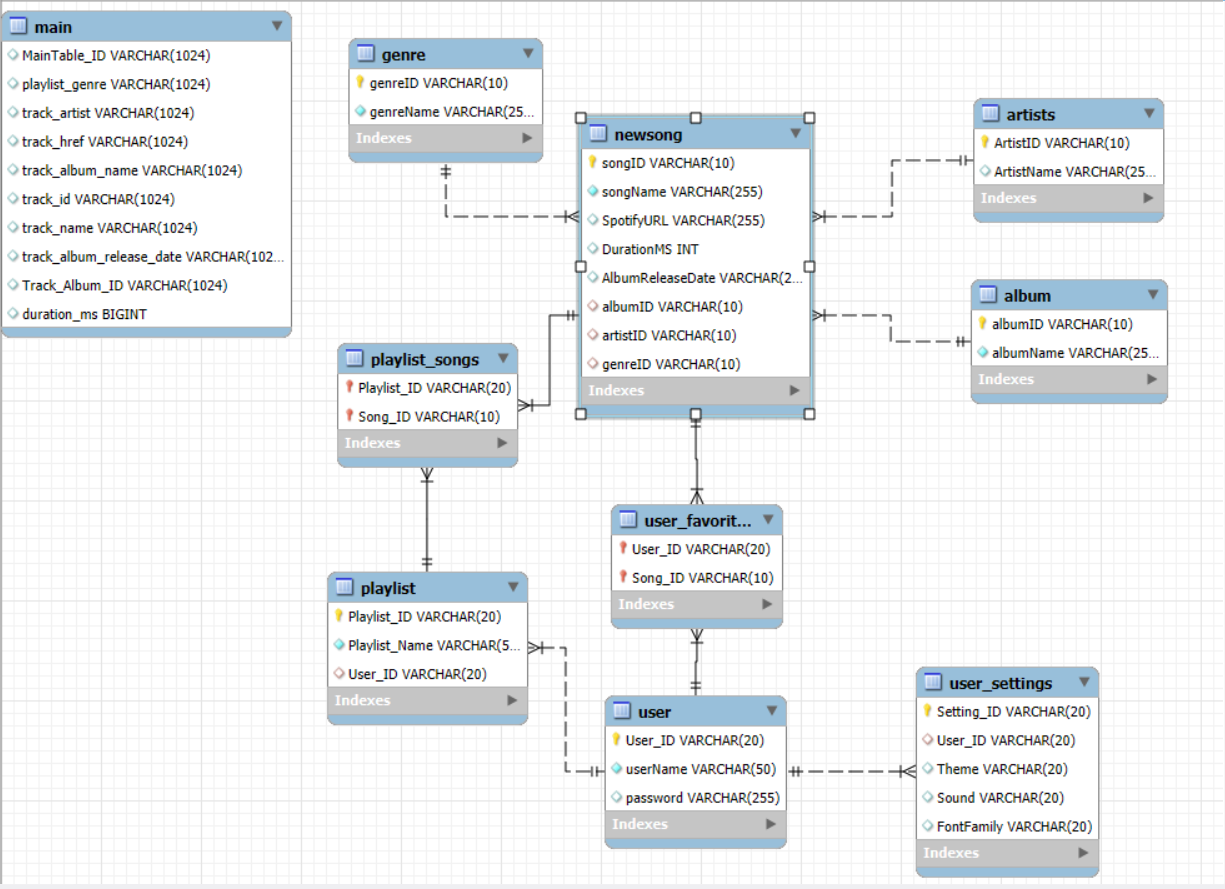 main
MainTable_ID VARCHAR(1024)
playlist_genre VARCHAR(1024)
track_artist VARCHAR(1024)
track_href VARCHAR(1024)
track_album_name VARCHAR(1024)
track_id VARCHAR(1024)
track_name VARCHAR(1024)
track_album_release_date VARCHAR(102...
Track_Album_ID VARCHAR(1024)
duration_ms BIGINT
genre
genreID VARCHAR(10)
genreName VARCHAR(25...
Indexes
newsong
songID VARCHAR(10)
songName VARCHAR(255)
SpotifyURL VARCHAR(255)
DurationMS INT
AlbumReleaseDate VARCHAR(2...
albumID VARCHAR(10)
artistID VARCHAR(10)
genreID VARCHAR(10)
Indexes
artists
ArtistID VARCHAR(10)
ArtistName VARCHAR(25...
Indexes
album
albumID VARCHAR(10)
albumName VARCHAR(25...
Indexes
playlist_songs
Playlist_ID VARCHAR(20)
Song_ID VARCHAR(10)
Indexes
user_favorit...
User_ID VARCHAR(20)
Song_ID VARCHAR(10)
Indexes
playlist
Playlist_ID VARCHAR(20)
Playlist_Name VARCHAR(5...
User_ID VARCHAR(20)
Indexes
user
User_ID VARCHAR(20)
userName VARCHAR(50)
password VARCHAR(255)
Indexes
user_settings
Setting_ID VARCHAR(20)
User_ID VARCHAR(20)
Theme VARCHAR(20)
Sound VARCHAR(20)
FontFamily VARCHAR(20)
Indexes